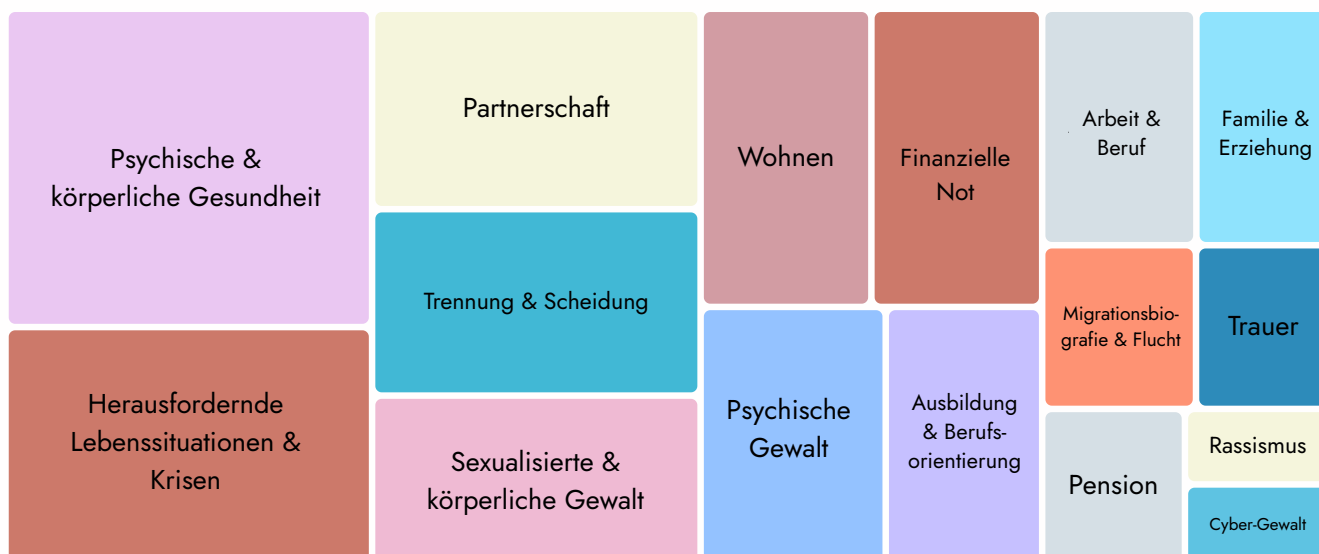 Psychische &
körperliche Gesundheit
Herausfordernde
Lebenssituationen &
Krisen
Partnerschaft
Trennung & Scheidung
Sexualisierte &
körperliche Gewalt
Wohnen
Finanzielle
Not
Psychische
Gewalt
Ausbildung
& Berufs-
orientierung
Arbeit &
Beruf
Familie &
Erziehung
Migrationsbio-
grafie & Flucht
Trauer
Pension
Rassismus
Cyber-Gewalt